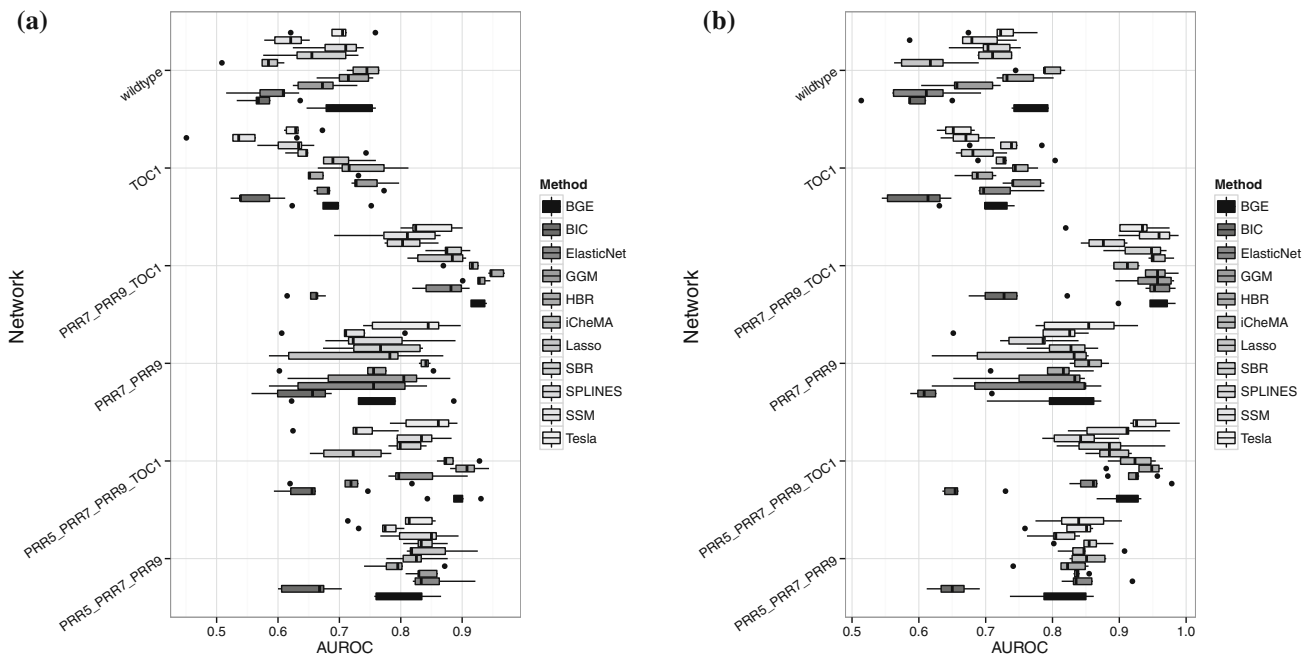 (a)
Network
wildtype
TOC1
PRR7_PRR9_TOC1
PRR7_PRR9
PRR5_PRR7_PRR9_TOC1
PRR5_PRR7_PRR9
0.5 0.6 0.7 0.8 0.9
AUROC
Method
BGE
BIC
ElasticNet
GGM
HBR
iCheMA
Lasso
SBR
SPLINES
SSM
Tesla
(b)
Network
wildtype
TOC1
PRR7_PRR9_TOC1
PRR7_PRR9
PRR5_PRR7_PRR9_TOC1
PRR5_PRR7_PRR9
0.5 0.6 0.7 0.8 0.9 1.0
AUROC
Method
BGE
BIC
ElasticNet
GGM
HBR
iCheMA
Lasso
SBR
SPLINES
SSM
Tesla